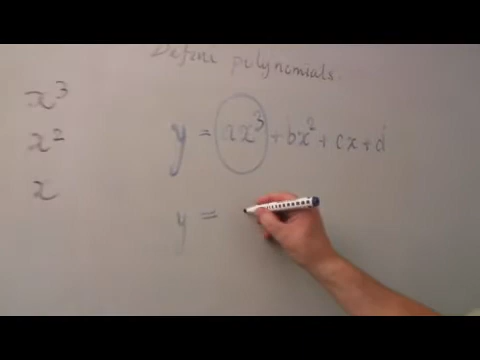 Define polynomials.
x³
x²
x
y = ax³ + bx² + cx + d
y =